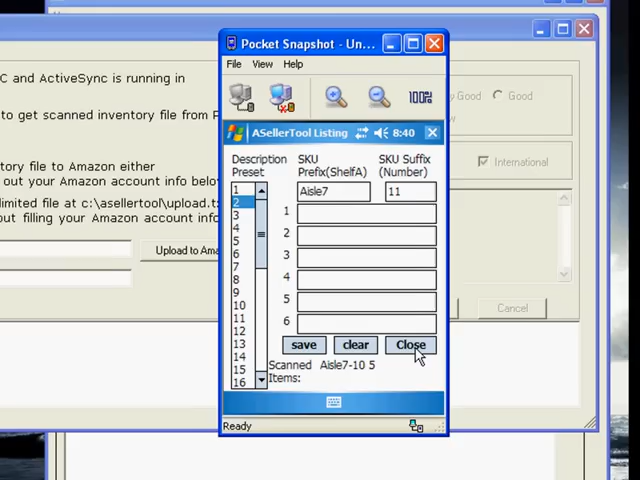 Pocket Snapshot - Un...
File View Help
100%
ASellerTool Listing 8:40
Description Preset
SKU Prefix(ShelfA)
SKU Suffix (Number)
Aisle7
11
1
2
3
4
5
6
7
8
9
10
11
12
13
14
15
16
1
2
3
4
5
6
save clear Close
Scanned Items: Aisle7-10 5
Ready
C and ActiveSync is running in
to get scanned inventory file from
tory file to Amazon either
out your Amazon account info below
limited file at c:\asellertool\upload.t
out filling your Amazon account info
Upload to Ama
Good
Good
International
Cancel